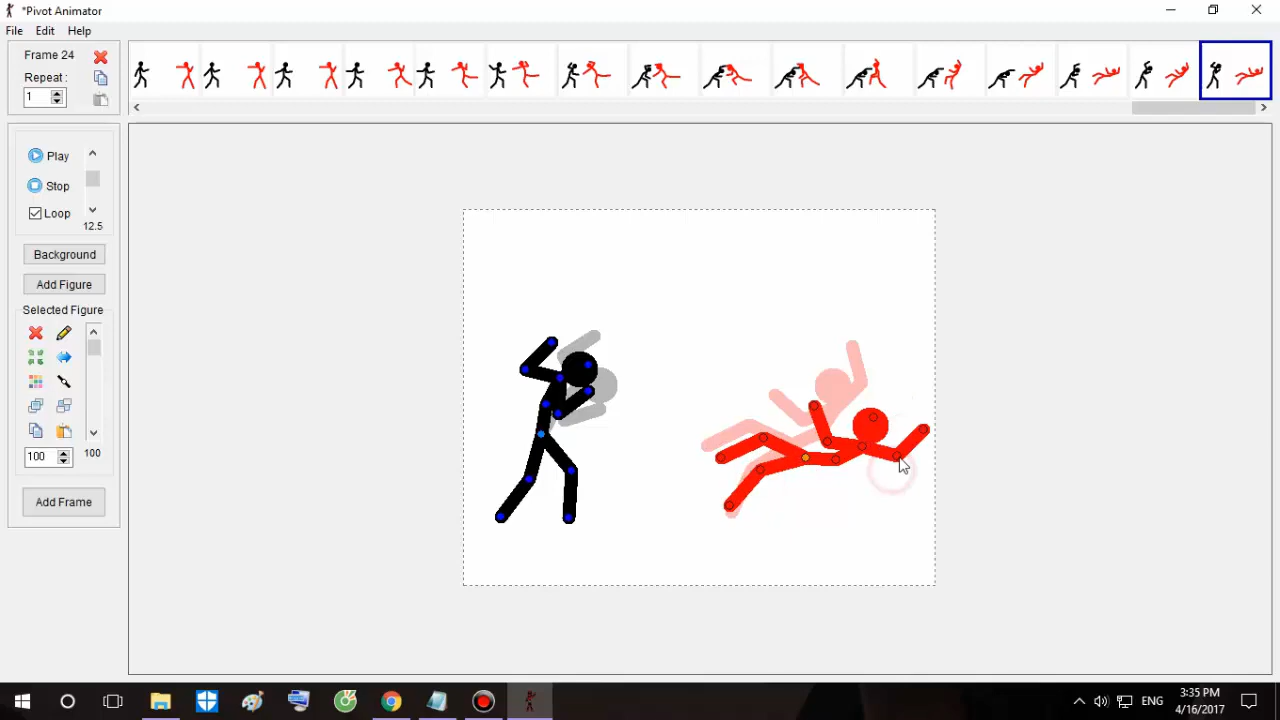 *Pivot Animator
File Edit Help
Frame 24
Repeat :
1
Play
Stop
Loop
12.5
Background
Add Figure
Selected Figure
100 100
Add Frame
ENG
3:35 PM
4/16/2017